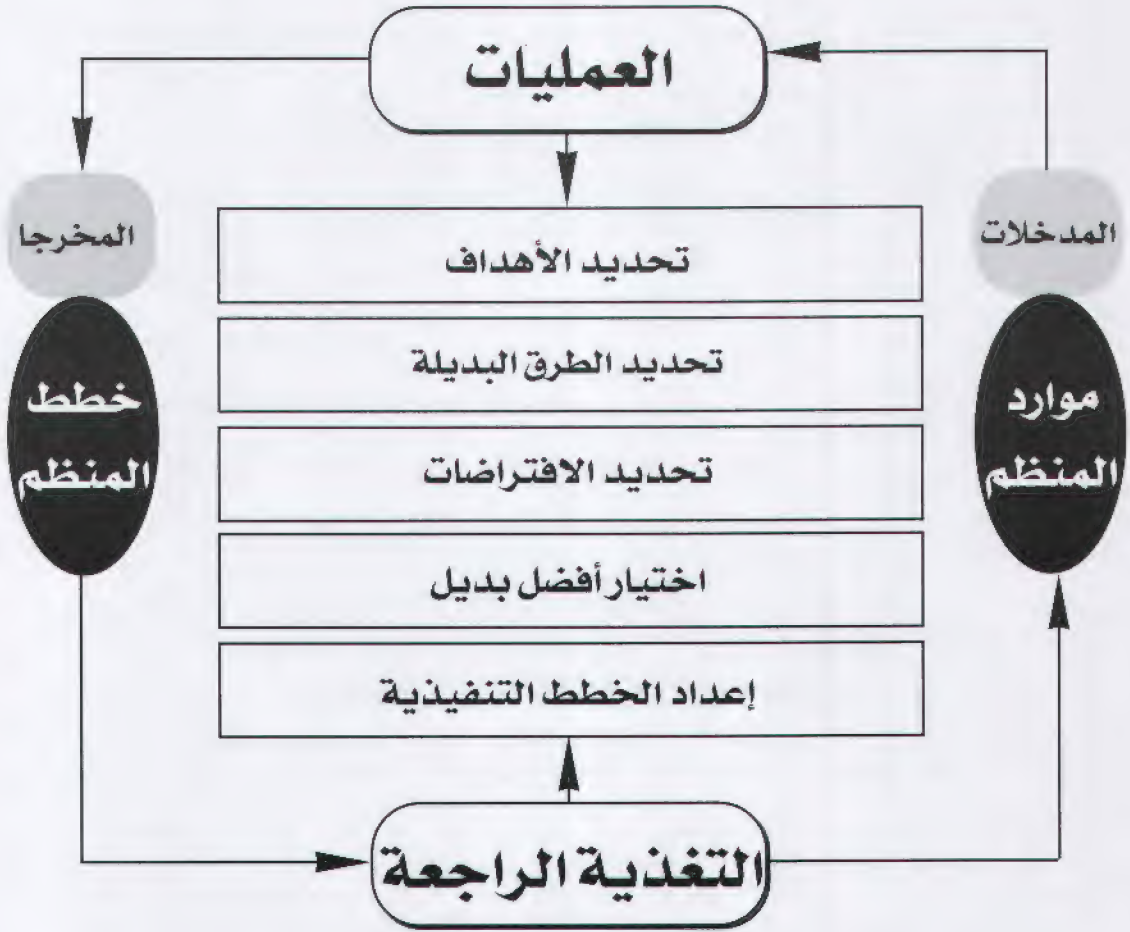 العمليات
المدخلات
موارد
المنظم
تحديد الأهداف
تحديد الطرق البديلة
تحديد الافتراضات
اختيار أفضل بديل
إعداد الخطط التنفيذية
المخرجا
خطط
المنظم
التغذية الراجعة